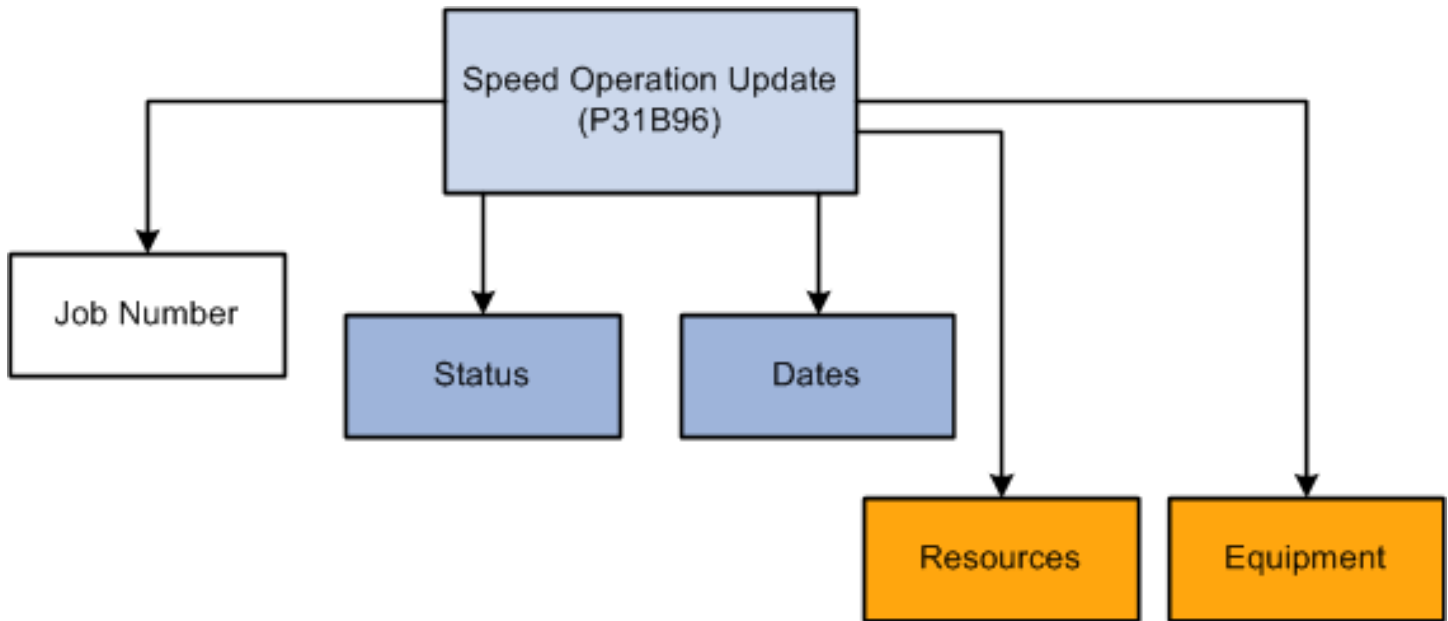 Speed Operation Update
(P31B96)
Job Number
Status
Dates
Resources
Equipment